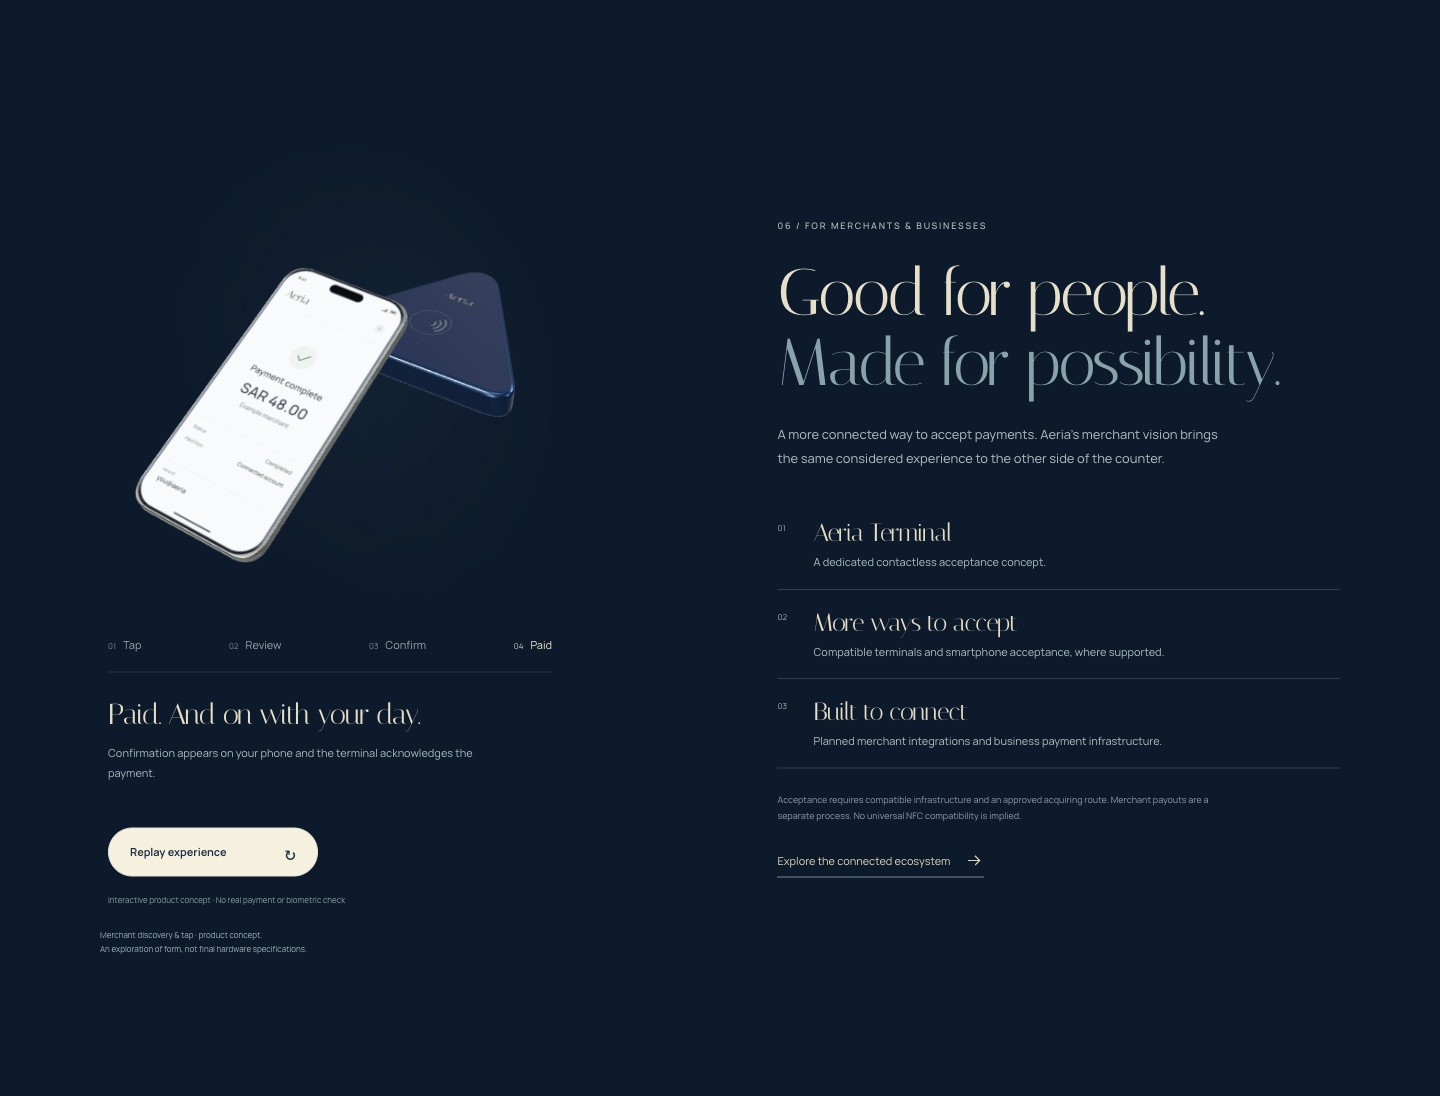 Aeria
Aeria
Payment complete
SAR 48.00
Example merchant
Status
Completed
Connected account
you@aeria
01 Tap
02 Review
03 Confirm
04 Paid
Paid. And on with your day.
Confirmation appears on your phone and the terminal acknowledges the
payment.
Replay experience ↻
Interactive product concept · No real payment or biometric check
Merchant discovery & tap · product concept.
An exploration of form, not final hardware specifications.
06 / FOR MERCHANTS & BUSINESSES
Good for people.
Made for possibility.
A more connected way to accept payments. Aeria's merchant vision brings
the same considered experience to the other side of the counter.
01 Aeria Terminal
A dedicated contactless acceptance concept.
02 More ways to accept
Compatible terminals and smartphone acceptance, where supported.
03 Built to connect
Planned merchant integrations and business payment infrastructure.
Acceptance requires compatible infrastructure and an approved acquiring route. Merchant payouts are a
separate process. No universal NFC compatibility is implied.
Explore the connected ecosystem →